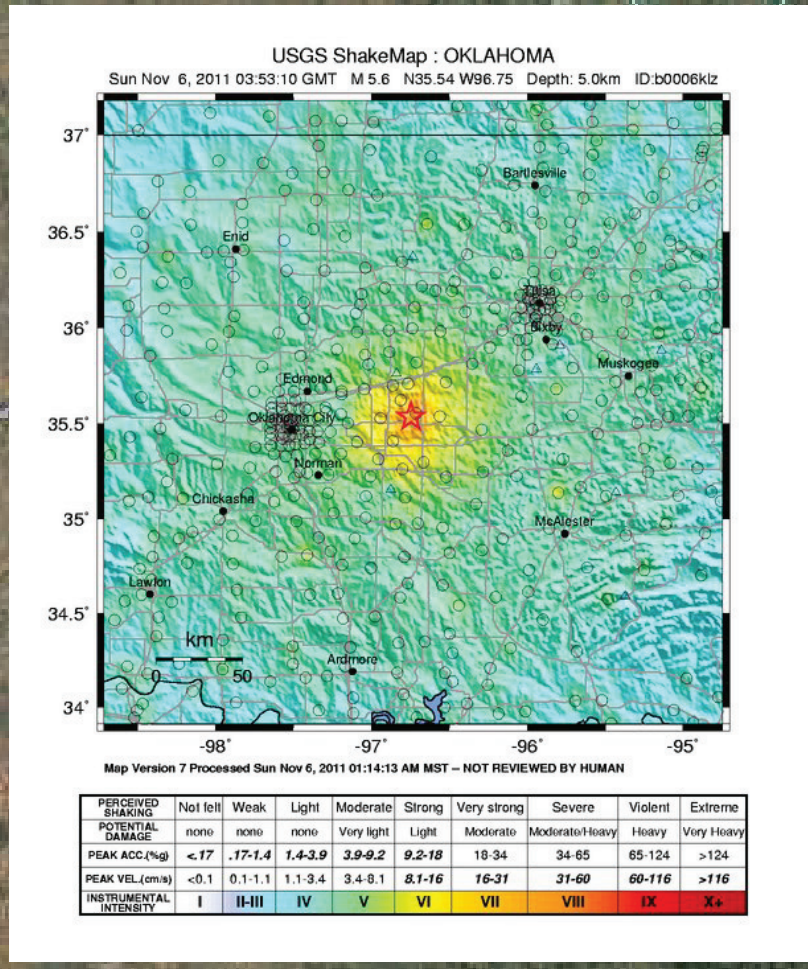 USGS ShakeMap : OKLAHOMA
Sun Nov 6, 2011 03:53:10 GMT M 5.6 N35.54 W96.75 Depth: 5.0km ID:b0006klz
37˚
Bartlesville
36.5˚
Enid
Tulsa
36˚
Bixby
Muskogee
Edmond
35.5˚
Oklahoma City
Norman
Chickasha
35˚
McAlester
Lawton
34.5˚
km
Ardmore
0 50
34˚
-98˚ -97˚ -96˚ -95˚
Map Version 7 Processed Sun Nov 6, 2011 01:14:13 AM MST -- NOT REVIEWED BY HUMAN
PERCEIVED SHAKING Not felt Weak Light Moderate Strong Very strong Severe Violent Extreme
POTENTIAL DAMAGE none none none Very light Light Moderate Moderate/Heavy Heavy Very Heavy
PEAK ACC.(%g) <.17 .17-1.4 1.4-3.9 3.9-9.2 9.2-18 18-34 34-65 65-124 >124
PEAK VEL.(cm/s) <0.1 0.1-1.1 1.1-3.4 3.4-8.1 8.1-16 16-31 31-60 60-116 >116
INSTRUMENTAL INTENSITY I II-III IV V VI VII VIII IX X+